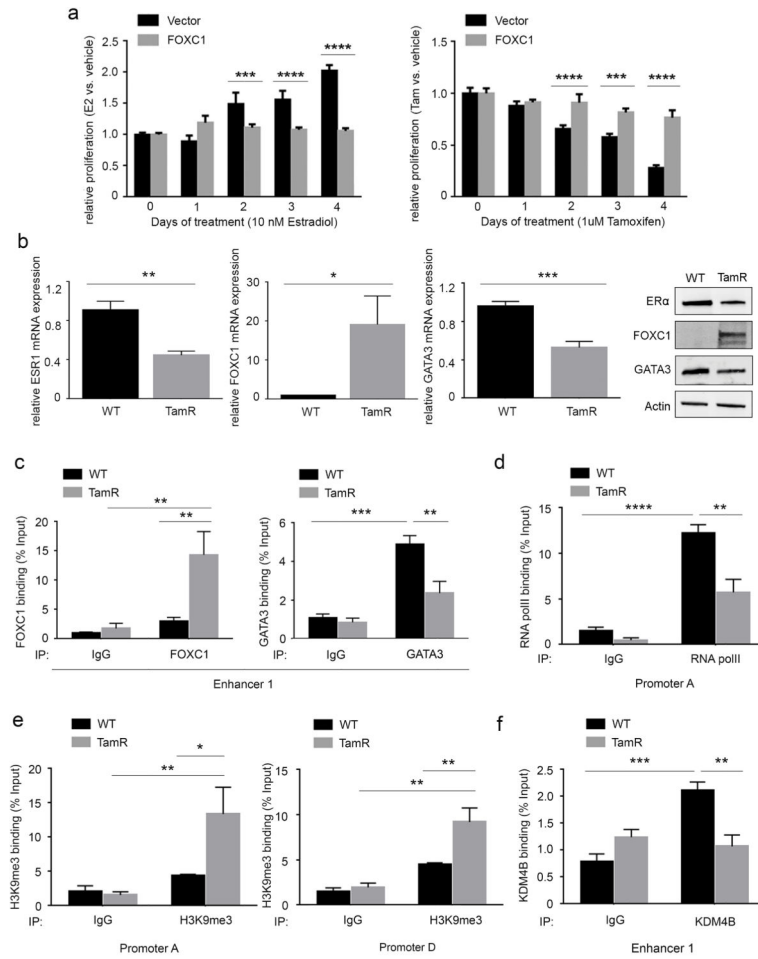 a
Vector
FOXC1
relative proliferation (E2 vs. vehicle)
2.5
2.0
1.5
1.0
0.5
0
*** **** ****
0 1 2 3 4
Days of treatment (10 nM Estradiol)
Vector
FOXC1
relative proliferation (Tam vs. vehicle)
1.5
1.0
0.5
0
**** *** ****
0 1 2 3 4
Days of treatment (1uM Tamoxifen)
b
relative ESR1 mRNA expression
1.2
0.8
0.4
0
**
WT TamR
relative FOXC1 mRNA expression
30
20
10
0
*
WT TamR
relative GATA3 mRNA expression
1.2
0.8
0.4
0
***
WT TamR
WT TamR
ERα
FOXC1
GATA3
Actin
c
WT
TamR
FOXC1 binding (% Input)
20
15
10
5
0
**
**
IP: IgG FOXC1
WT
TamR
GATA3 binding (% Input)
6
4
2
0
*** **
IP: IgG GATA3
Enhancer 1
d
WT
TamR
RNA polII binding (% Input)
15
10
5
0
**** **
IP: IgG RNA polII
Promoter A
e
WT
TamR
H3K9me3 binding (% Input)
20
15
10
5
0
*
**
IP: IgG H3K9me3
Promoter A
WT
TamR
H3K9me3 binding (% Input)
15
10
5
0
**
**
IP: IgG H3K9me3
Promoter D
f
WT
TamR
KDM4B binding (% Input)
2.5
2.0
1.5
1.0
0.5
0
*** **
IP: IgG KDM4B
Enhancer 1